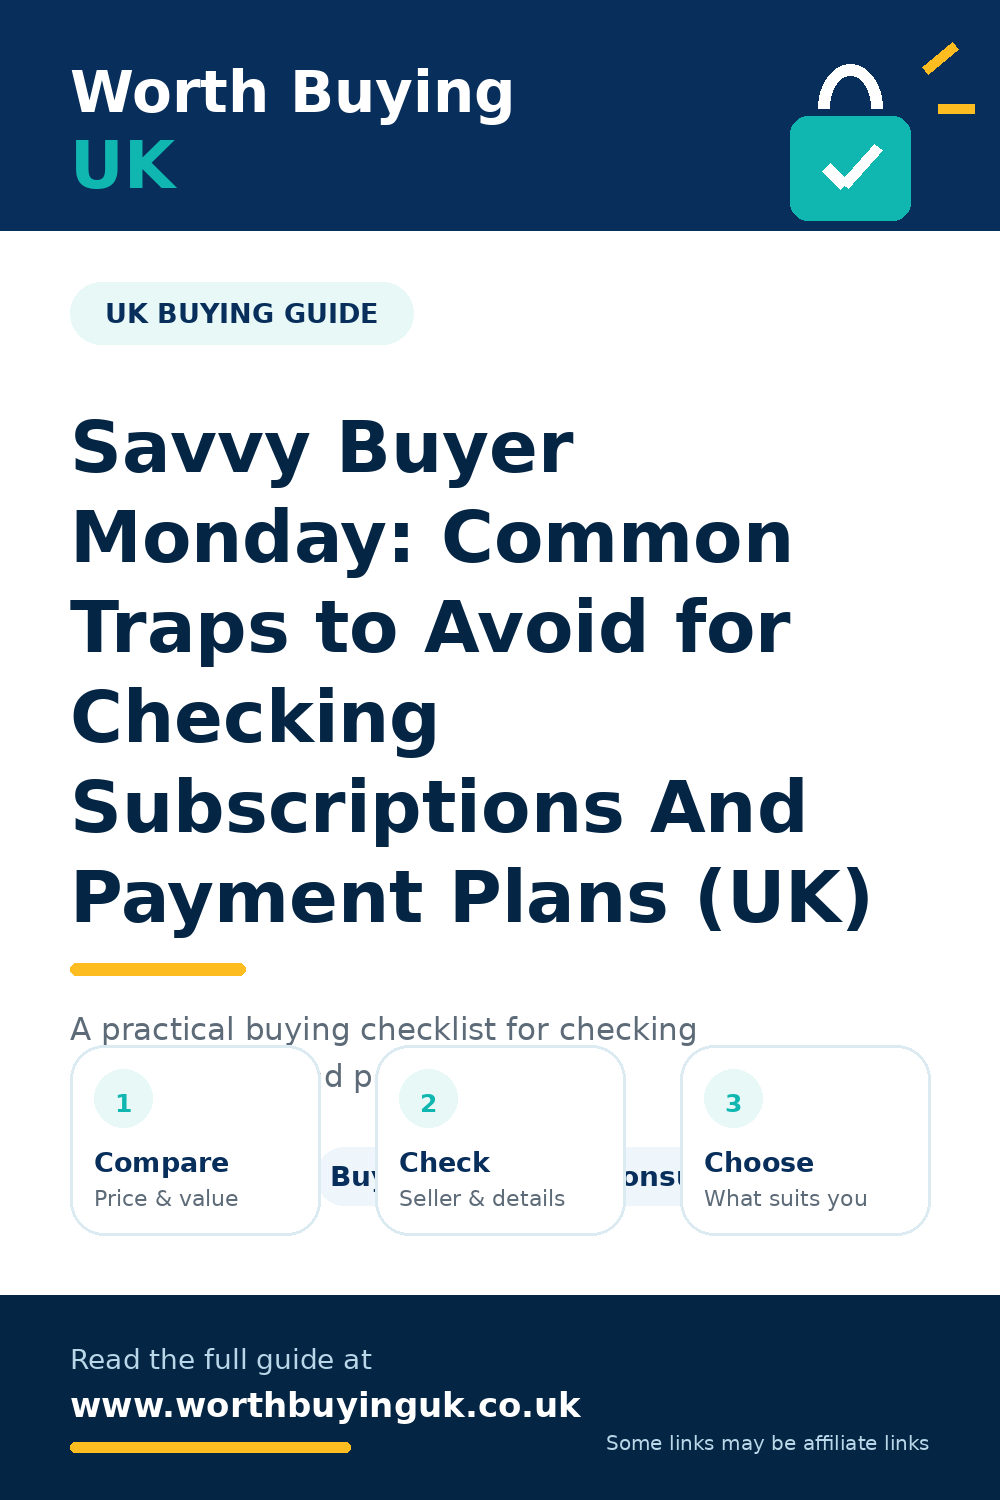 Worth Buying
UK
UK BUYING GUIDE
Savvy Buyer
Monday: Common
Traps to Avoid for
Checking
Subscriptions And
Payment Plans (UK)
A practical buying checklist for checking
1
2
3
Compare
Check
Choose
Price & value
Seller & details
What suits you
Read the full guide at
www.worthbuyinguk.co.uk
Some links may be affiliate links